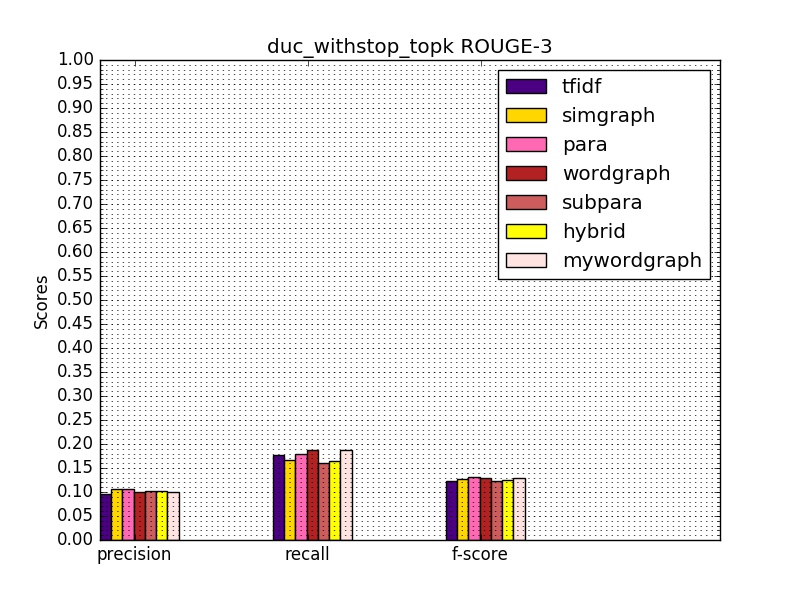 duc_withstop_topk ROUGE-3
1.00
0.95
0.90
0.85
0.80
0.75
0.70
0.65
0.60
0.55
0.50
0.45
0.40
0.35
0.30
0.25
0.20
0.15
0.10
0.05
0.00
Scores
tfidf
simgraph
para
wordgraph
subpara
hybrid
mywordgraph
precision
recall
f-score